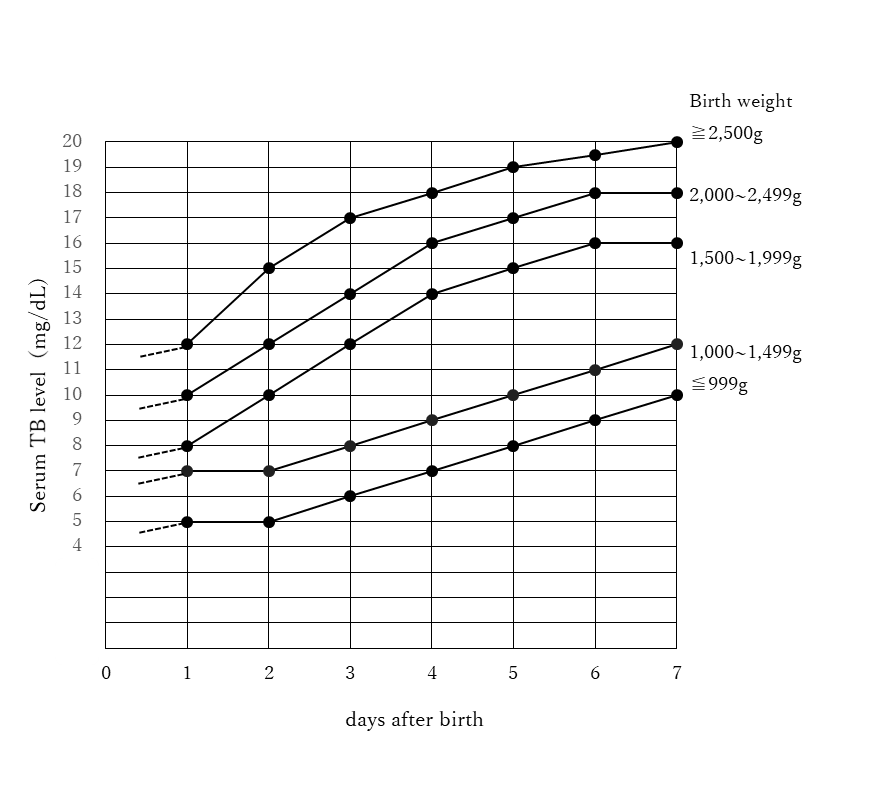 Birth weight
≧2,500g
2,000~2,499g
1,500~1,999g
1,000~1,499g
≦999g
Serum TB level（mg/dL）
20
19
18
17
16
15
14
13
12
11
10
9
8
7
6
5
4
0 1 2 3 4 5 6 7
days after birth